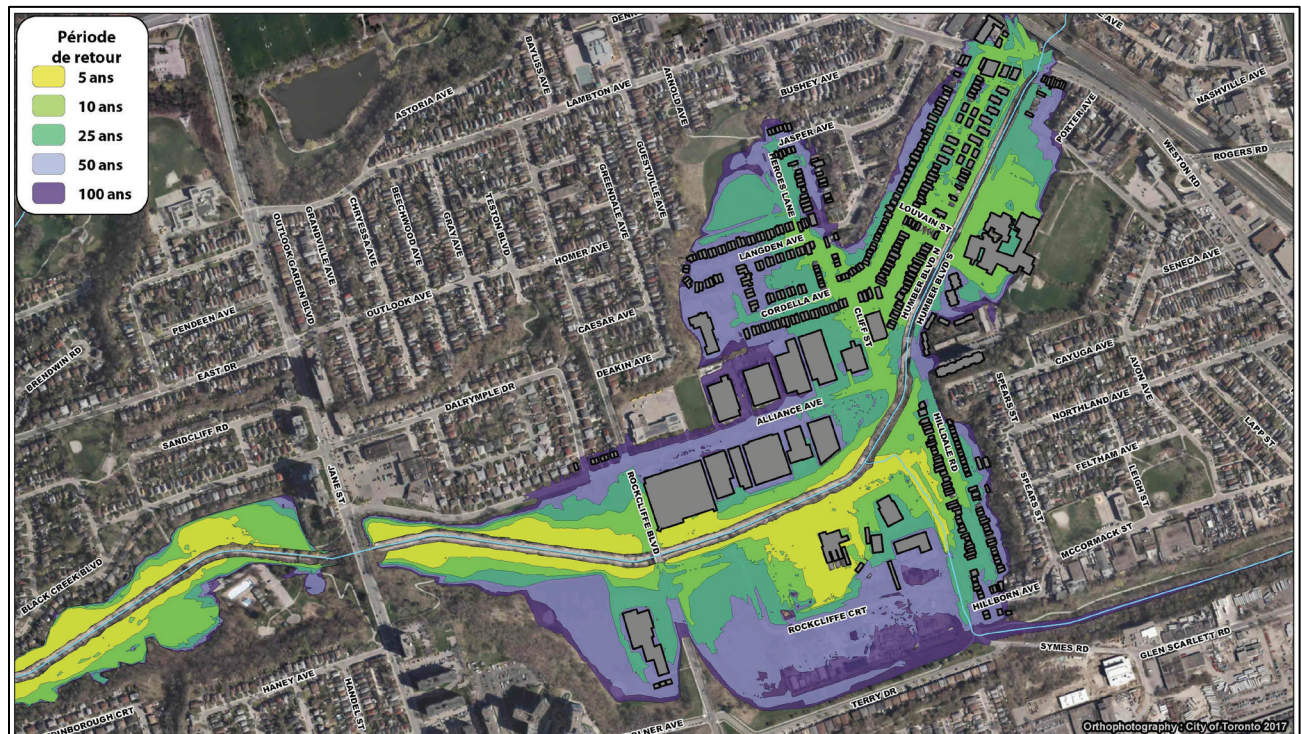 Période
de retour
5 ans
10 ans
25 ans
50 ans
100 ans
BAYLISS AVE
ASTORIA AVE
LAMBTON AVE
ARNOLD AVE
BUSHEY AVE
JASPER AVE
HEROES LANE
PORTER AVE
NASHVILLE AVE
WESTON RD
ROGERS RD
OUTLOOK GARDEN BLVD
GRANDVILLE AVE
CHRYESSA AVE
BEECHWOOD AVE
GRAY AVE
TESTON BLVD
GREENDALE AVE
GUESTVILLE AVE
HOMER AVE
LANGDEN AVE
LOUVAIN ST
SENECA AVE
PENDEEN AVE
OUTLOOK AVE
CORDELLA AVE
CLIFF ST
HUMBER BLVD N
HUMBER BLVD S
CAESAR AVE
BRENDWIN RD
EAST DR
DEAKIN AVE
CAYUGA AVE
AVON AVE
DALRYMPLE DR
SPEARS ST
NORTHLAND AVE
ALLIANCE AVE
HILLDALE RD
LAPP ST
SANDCLIFF RD
FELTHAM AVE
LEIGH ST
JANE ST
ROCKCLIFFE BLVD
SPEARS ST
MCCORMACK ST
BLACK CREEK BLVD
HILLBORN AVE
ROCKCLIFFE CRT
SYMES RD
GLEN SCARLETT RD
HANEY AVE
HANDEL ST
TERRY DR
Orthophotography : City of Toronto 2017